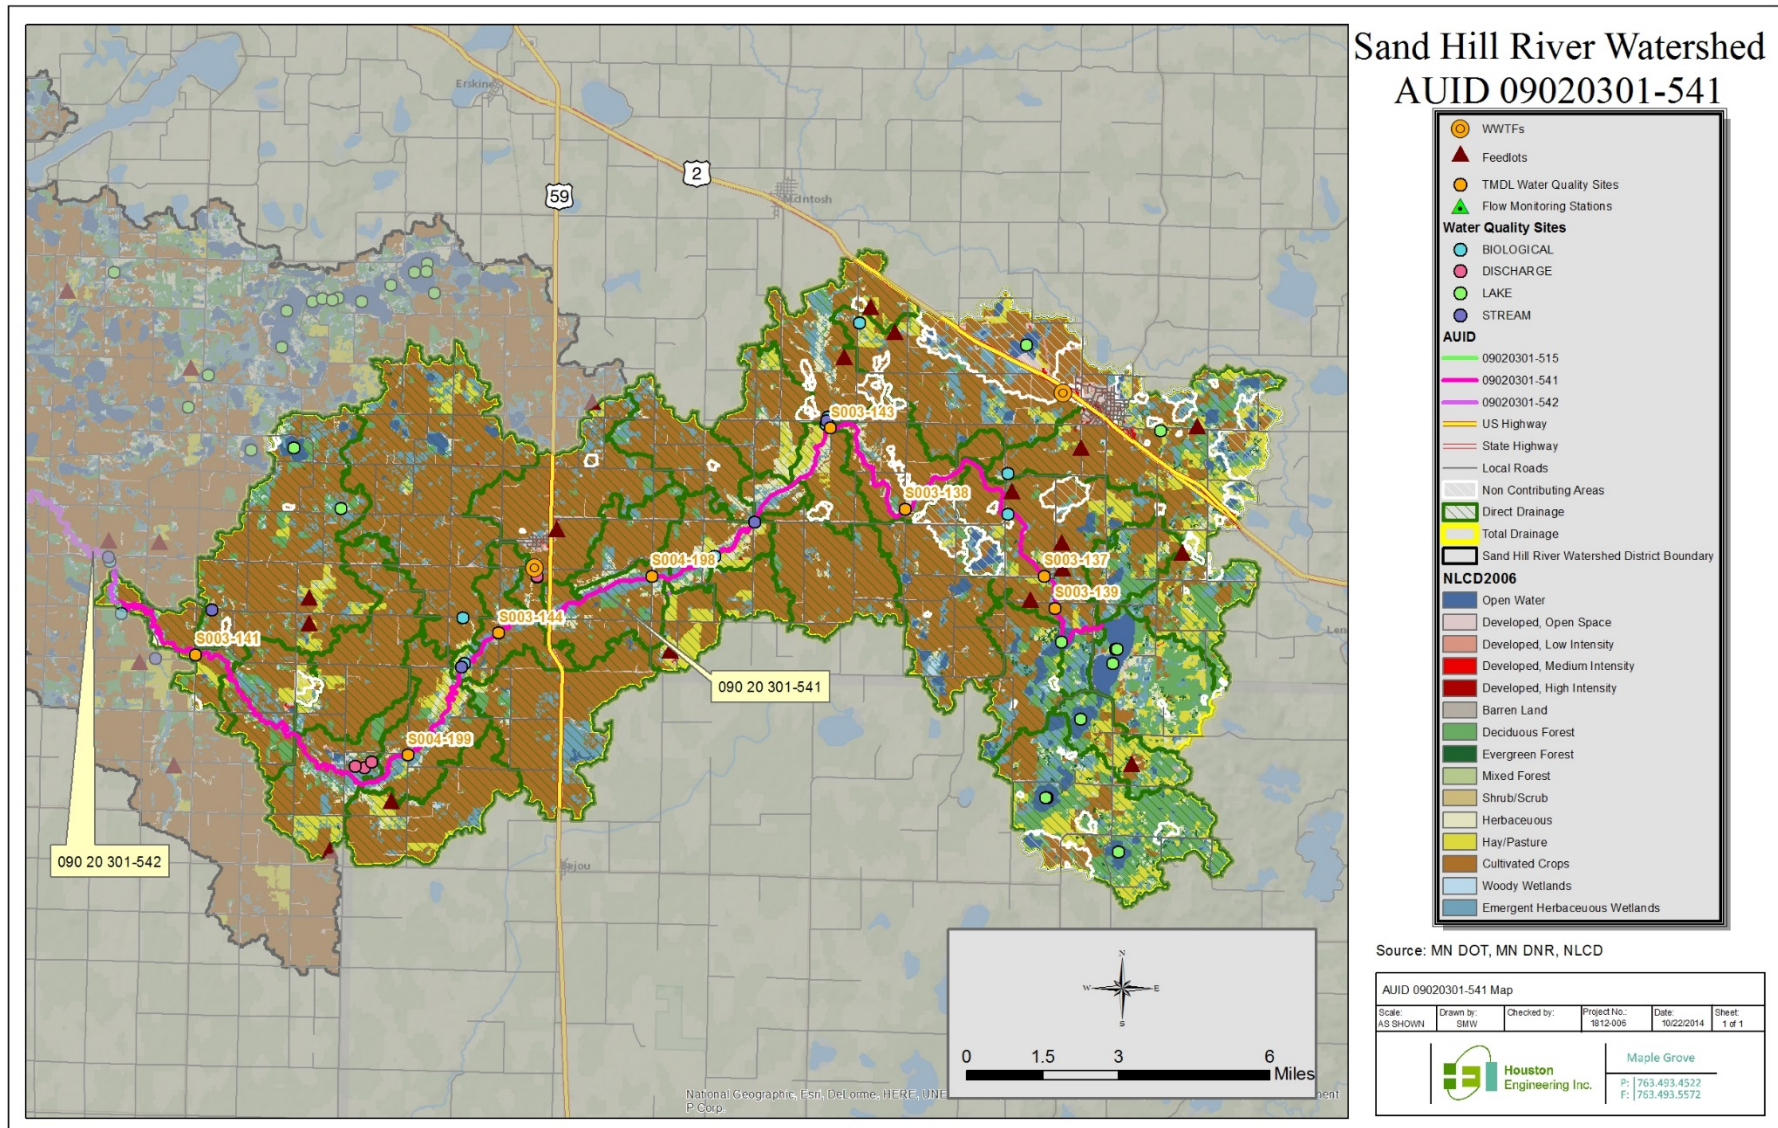 Sand Hill River Watershed
AUID 09020301-541
WWTFs
Feedlots
TMDL Water Quality Sites
Flow Monitoring Stations
Water Quality Sites
BIOLOGICAL
DISCHARGE
LAKE
STREAM
AUID
09020301-515
09020301-541
09020301-542
US Highway
State Highway
Local Roads
Non Contributing Areas
Direct Drainage
Total Drainage
Sand Hill River Watershed District Boundary
NLCD2006
Open Water
Developed, Open Space
Developed, Low Intensity
Developed, Medium Intensity
Developed, High Intensity
Barren Land
Deciduous Forest
Evergreen Forest
Mixed Forest
Shrub/Scrub
Herbaceuous
Hay/Pasture
Cultivated Crops
Woody Wetlands
Emergent Herbaceuous Wetlands
Source: MN DOT, MN DNR, NLCD
AUID 09020301-541 Map
Scale: AS SHOWN
Drawn by: SMW
Checked by:
Project No.: 1812-006
Date: 10/22/2014
Sheet: 1 of 1
Houston
Engineering Inc.
Maple Grove
P: 763.493.4522
F: 763.493.5572
Erskine
2
59
McIntosh
S003-143
S003-138
S003-137
S003-139
S004-198
S003-144
S003-141
S004-199
090 20 301-541
090 20 301-542
Bejou
N
W
E
S
0 1.5 3 6
Miles
National Geographic, Esri, DeLorme, HERE, UNE
P Corp.